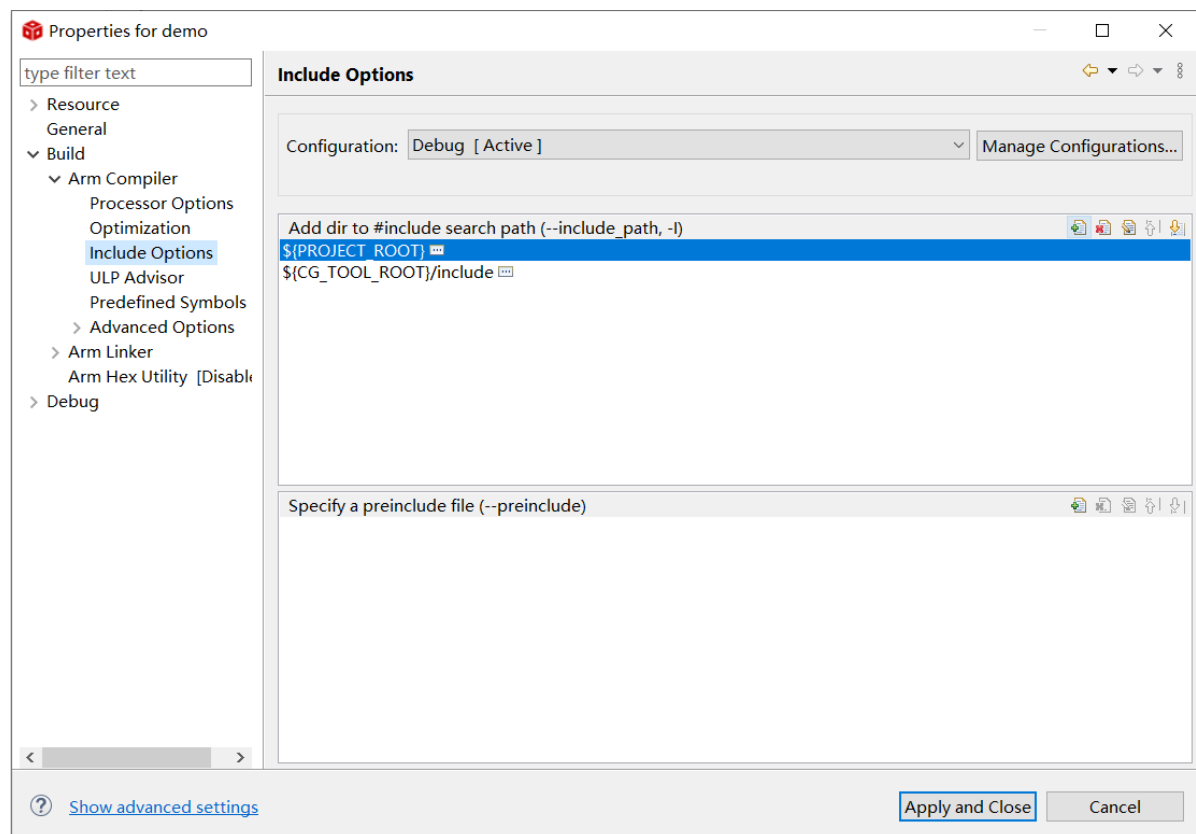 Properties for demo
type filter text
Include Options
Resource
General
Build
Arm Compiler
Processor Options
Optimization
Include Options
ULP Advisor
Predefined Symbols
Advanced Options
Arm Linker
Arm Hex Utility [Disable
Debug
Configuration: Debug [ Active ]
Manage Configurations...
Add dir to #include search path (--include_path, -I)
${PROJECT_ROOT}
${CG_TOOL_ROOT}/include
Specify a preinclude file (--preinclude)
Show advanced settings
Apply and Close
Cancel